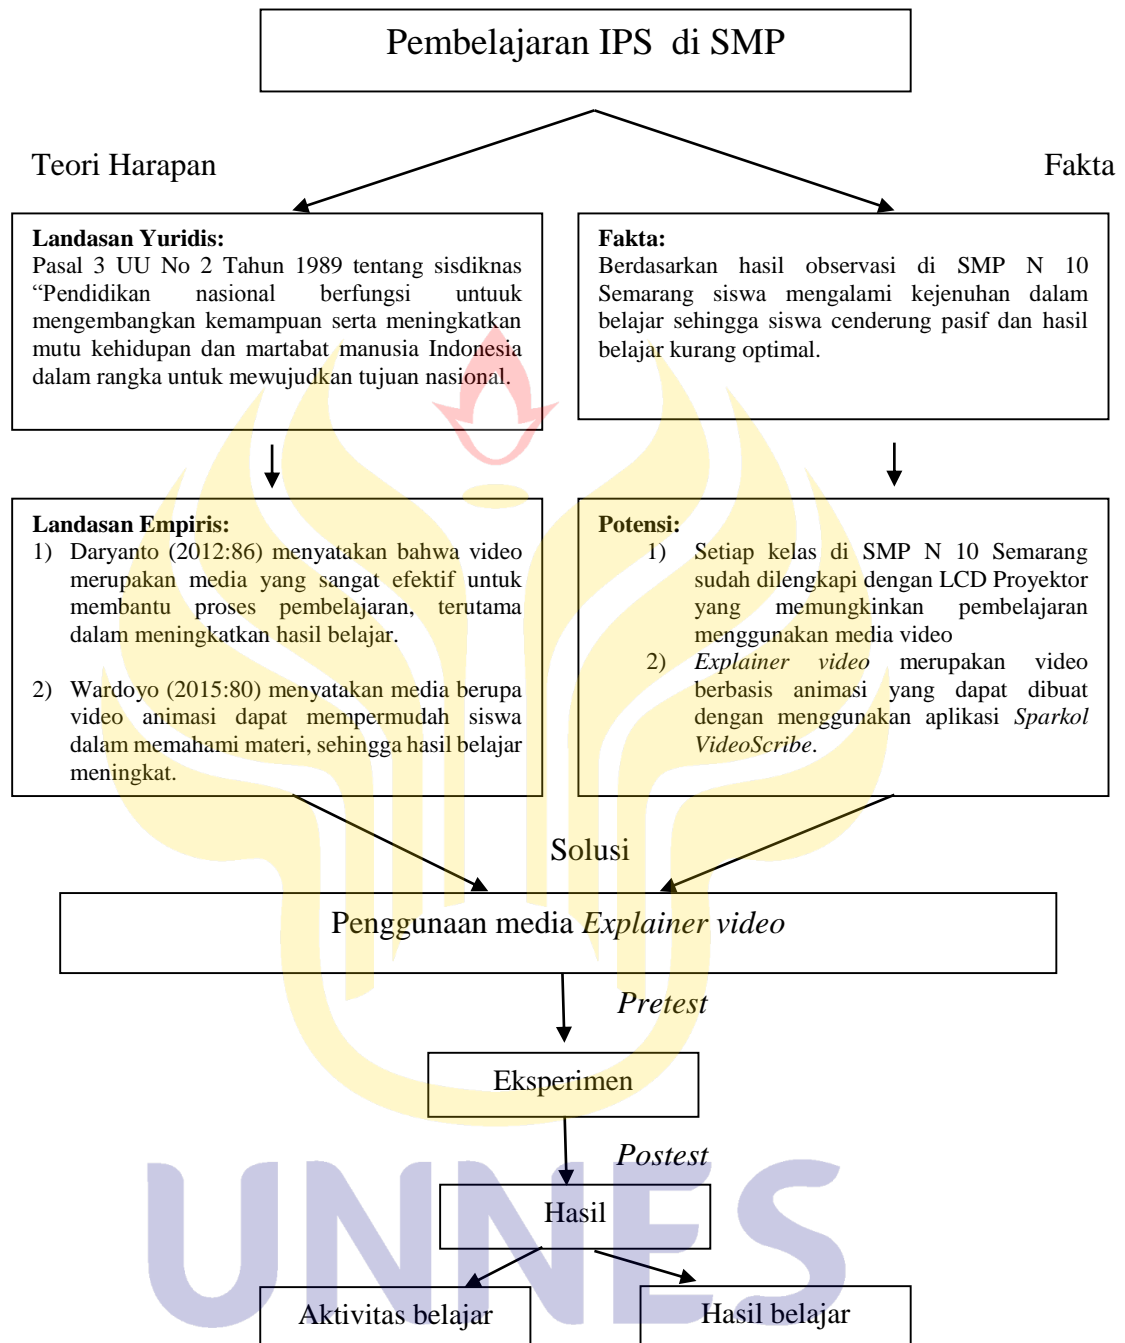 Pembelajaran IPS di SMP
Teori Harapan
Fakta
Landasan Yuridis:
Pasal 3 UU No 2 Tahun 1989 tentang sisdiknas
“Pendidikan nasional berfungsi untuuk
mengembangkan kemampuan serta meningkatkan
mutu kehidupan dan martabat manusia Indonesia
dalam rangka untuk mewujudkan tujuan nasional.
Fakta:
Berdasarkan hasil observasi di SMP N 10
Semarang siswa mengalami kejenuhan dalam
belajar sehingga siswa cenderung pasif dan hasil
belajar kurang optimal.
Landasan Empiris:
1) Daryanto (2012:86) menyatakan bahwa video
merupakan media yang sangat efektif untuk
membantu proses pembelajaran, terutama
dalam meningkatkan hasil belajar.
2) Wardoyo (2015:80) menyatakan media berupa
video animasi dapat mempermudah siswa
dalam memahami materi, sehingga hasil belajar
meningkat.
Potensi:
1) Setiap kelas di SMP N 10 Semarang
sudah dilengkapi dengan LCD Proyektor
yang memungkinkan pembelajaran
menggunakan media video
2) Explainer video merupakan video
berbasis animasi yang dapat dibuat
dengan menggunakan aplikasi Sparkol
VideoScribe.
Solusi
Penggunaan media Explainer video
Pretest
Eksperimen
Postest
Hasil
Aktivitas belajar
Hasil belajar
UNNES